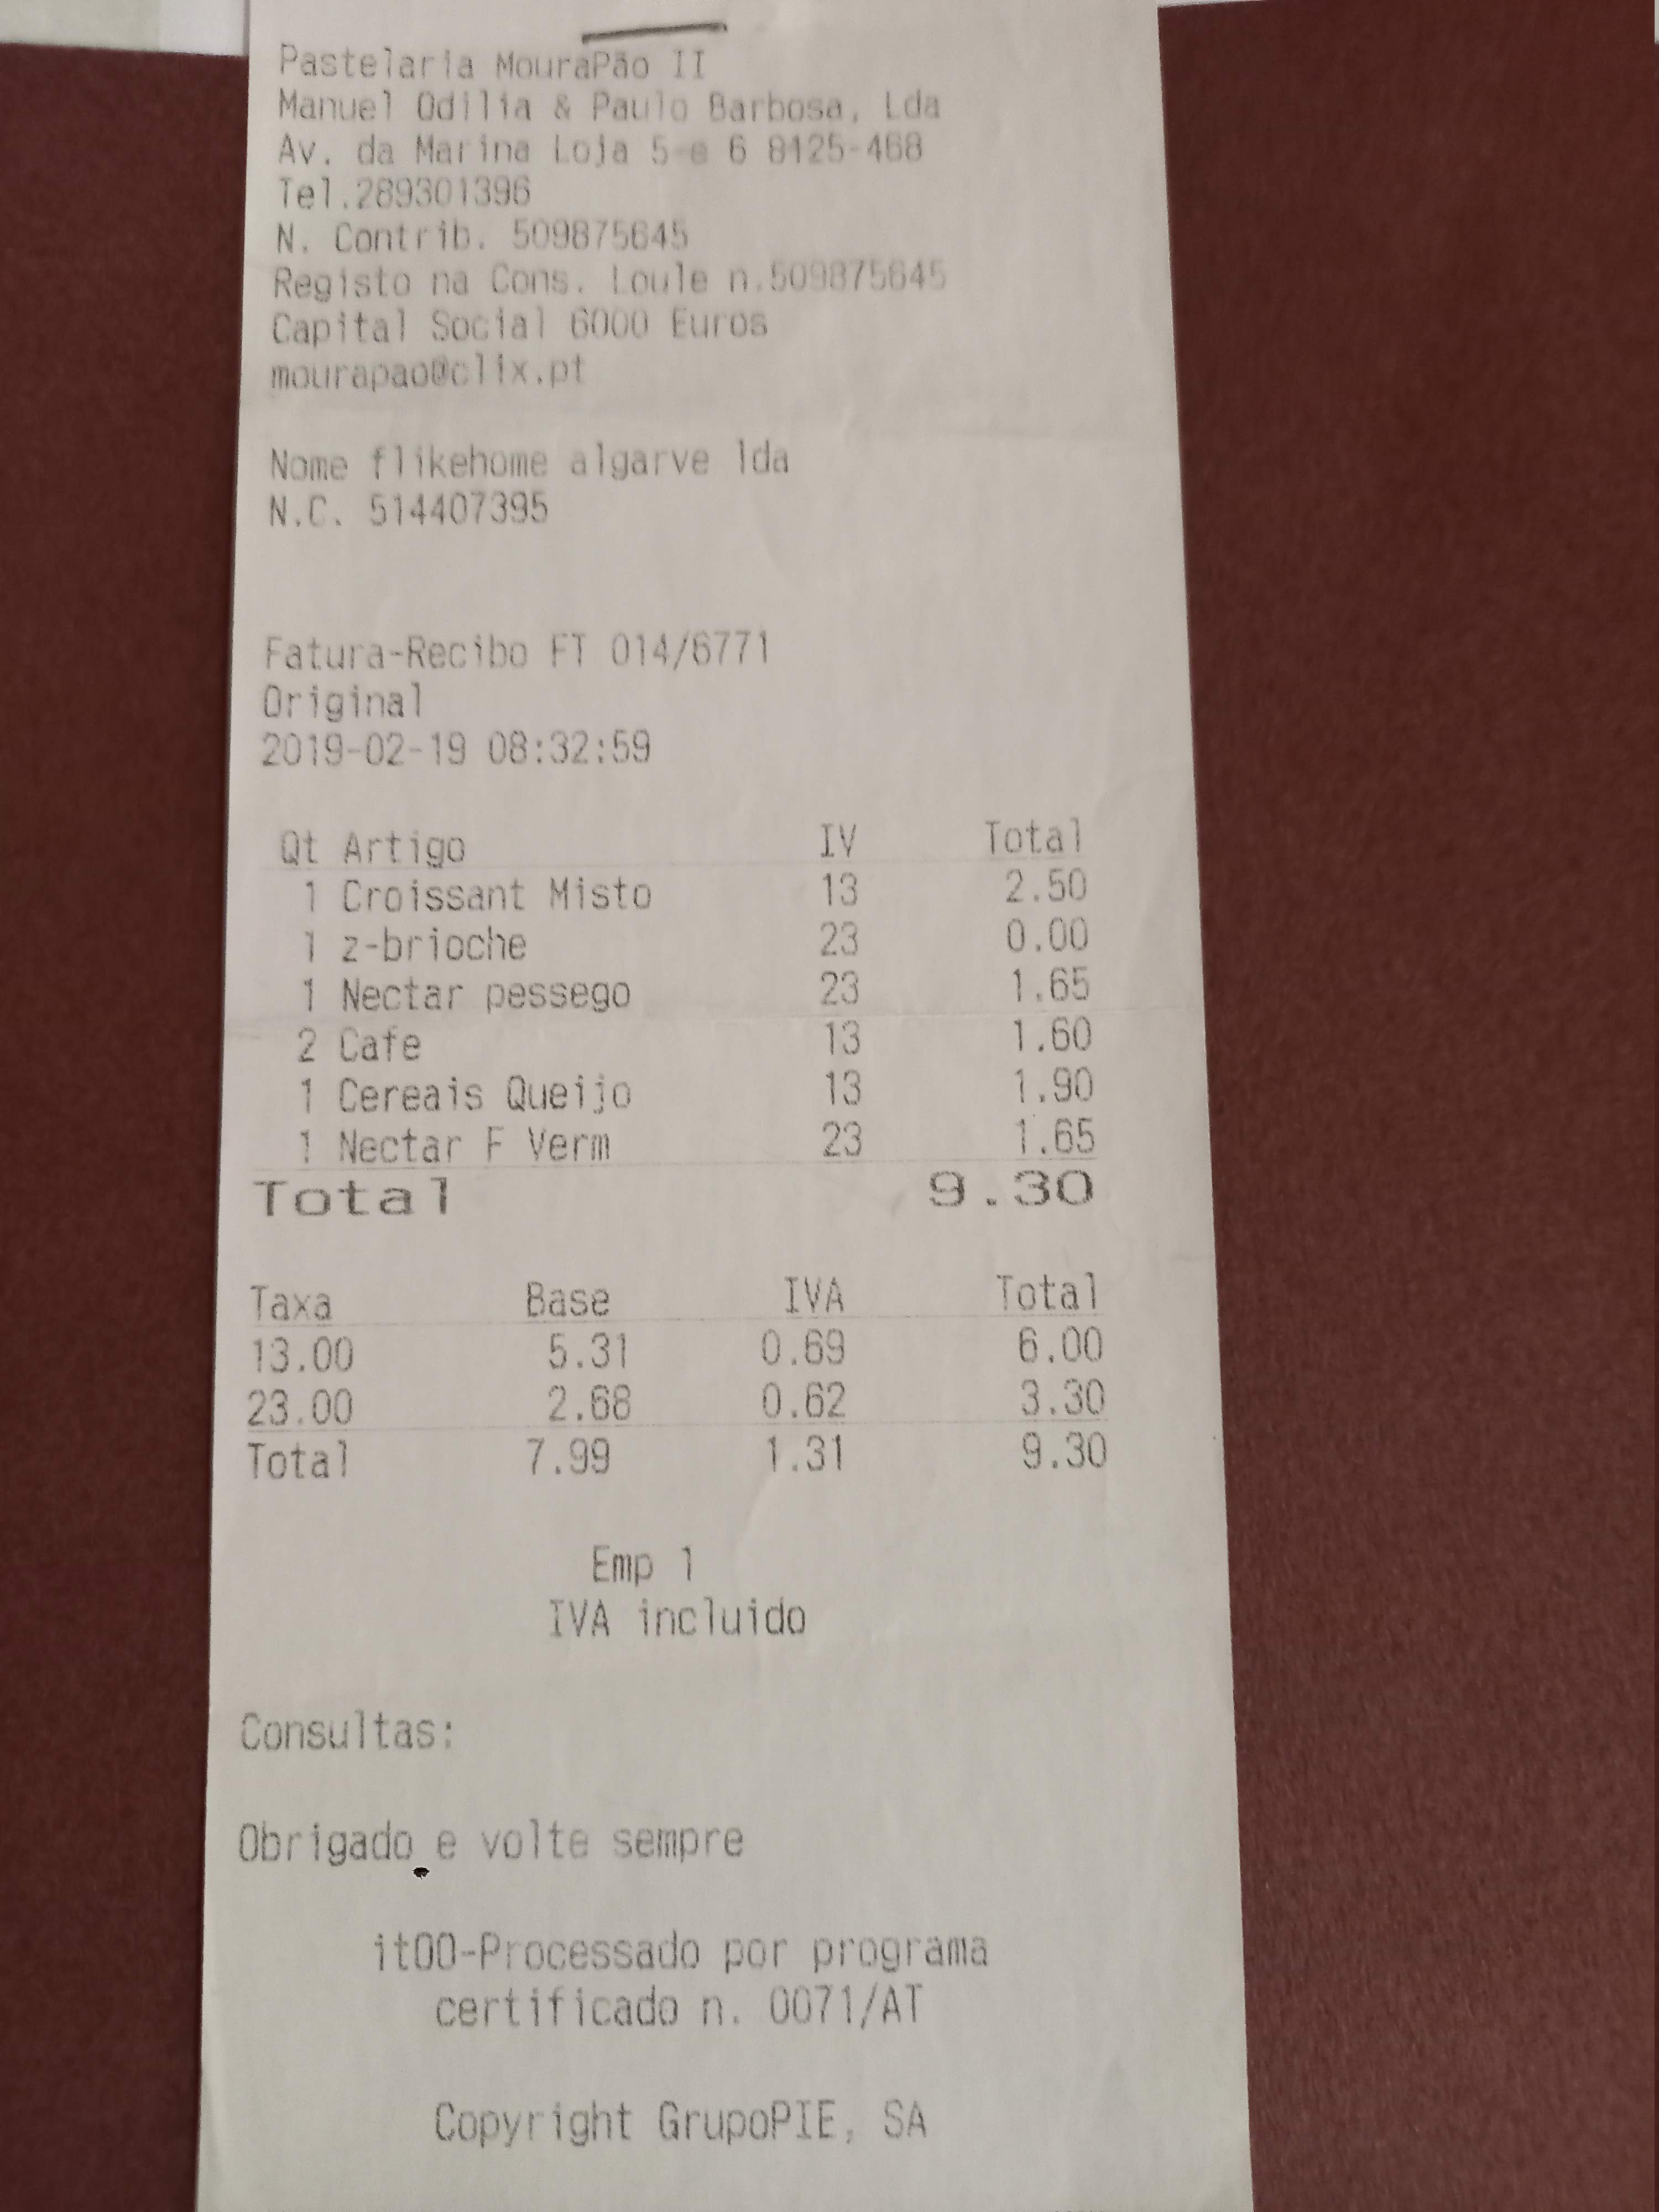 Pastelaria MouraPão II
Manuel Odilia & Paulo Barbosa, Lda
Av. da Marina Loja 5 e 6 8125-468
Tel.289301396
N. Contrib. 509875645
Registo na Cons. Loule n.509875645
Capital Social 6000 Euros
mourapao@clix.pt
Nome flikehome algarve lda
N.C. 514407395
Fatura-Recibo FT 014/6771
Original
2019-02-19 08:32:59
Qt Artigo IV Total
1 Croissant Misto 13 2.50
1 z-brioche 23 0.00
1 Nectar pessego 23 1.65
2 Cafe 13 1.60
1 Cereais Queijo 13 1.90
1 Nectar F Verm 23 1.65
Total 9.30
Taxa Base IVA Total
13.00 5.31 0.69 6.00
23.00 2.68 0.62 3.30
Total 7.99 1.31 9.30
Emp 1
IVA incluido
Consultas:
Obrigado e volte sempre
it00-Processado por programa
certificado n. 0071/AT
Copyright GrupoPIE, SA